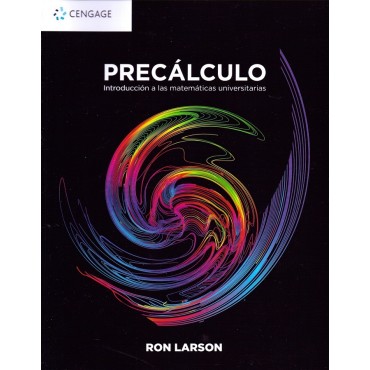 CENGAGE
PRECÁLCULO
Introducción a las matemáticas universitarias
RON LARSON